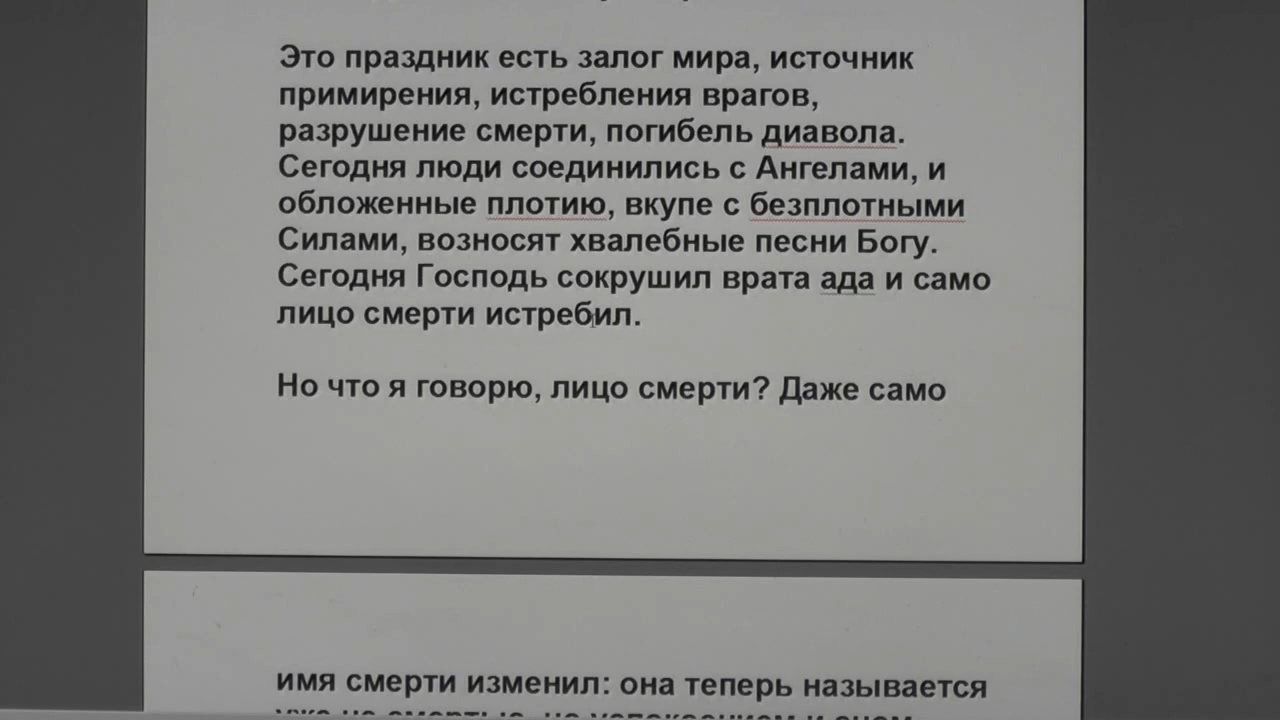 Это праздник есть залог мира, источник
примирения, истребления врагов,
разрушение смерти, погибель диавола.
Сегодня люди соединились с Ангелами, и
обложенные плотию, вкупе с безплотными
Силами, возносят хвалебные песни Богу.
Сегодня Господь сокрушил врата ада и само
лицо смерти истребил.
Но что я говорю, лицо смерти? Даже само
имя смерти изменил: она теперь называется